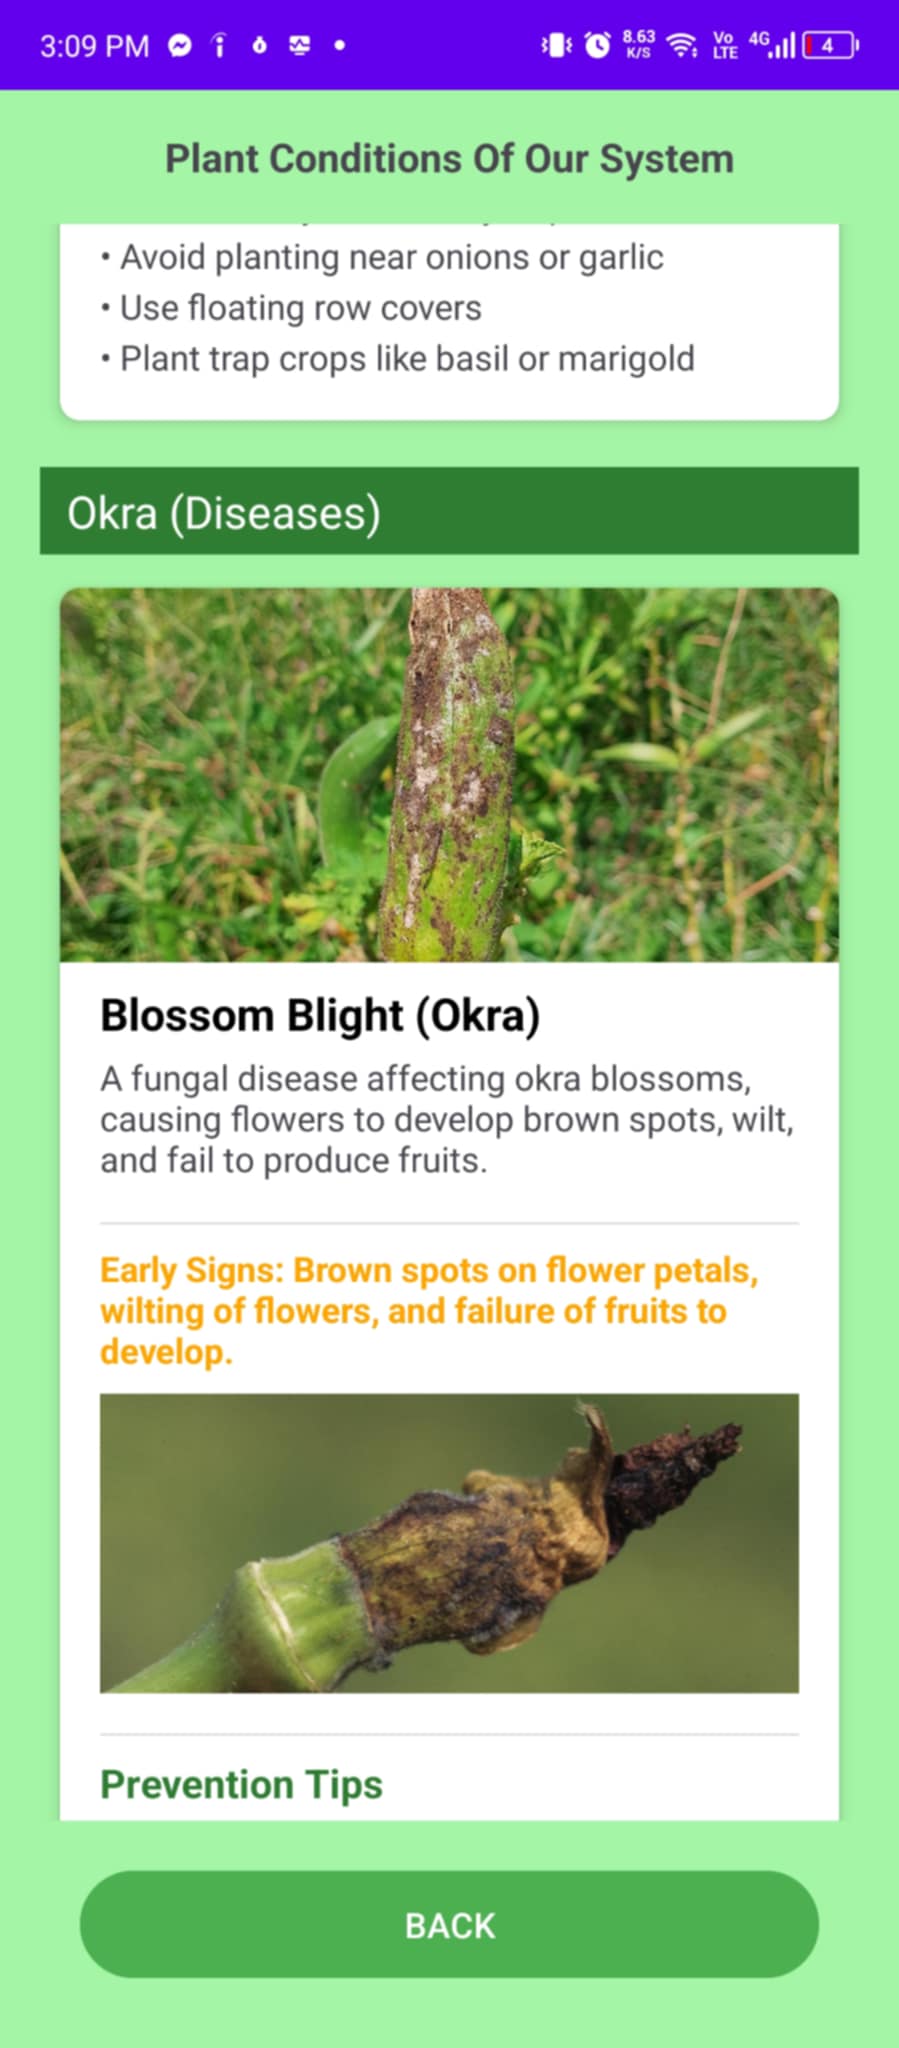 3:09 PM
8.63
K/S
Vo
LTE
4G
4
Plant Conditions Of Our System
• Avoid planting near onions or garlic
• Use floating row covers
• Plant trap crops like basil or marigold
Okra (Diseases)
Blossom Blight (Okra)
A fungal disease affecting okra blossoms,
causing flowers to develop brown spots, wilt,
and fail to produce fruits.
Early Signs: Brown spots on flower petals,
wilting of flowers, and failure of fruits to
develop.
Prevention Tips
BACK